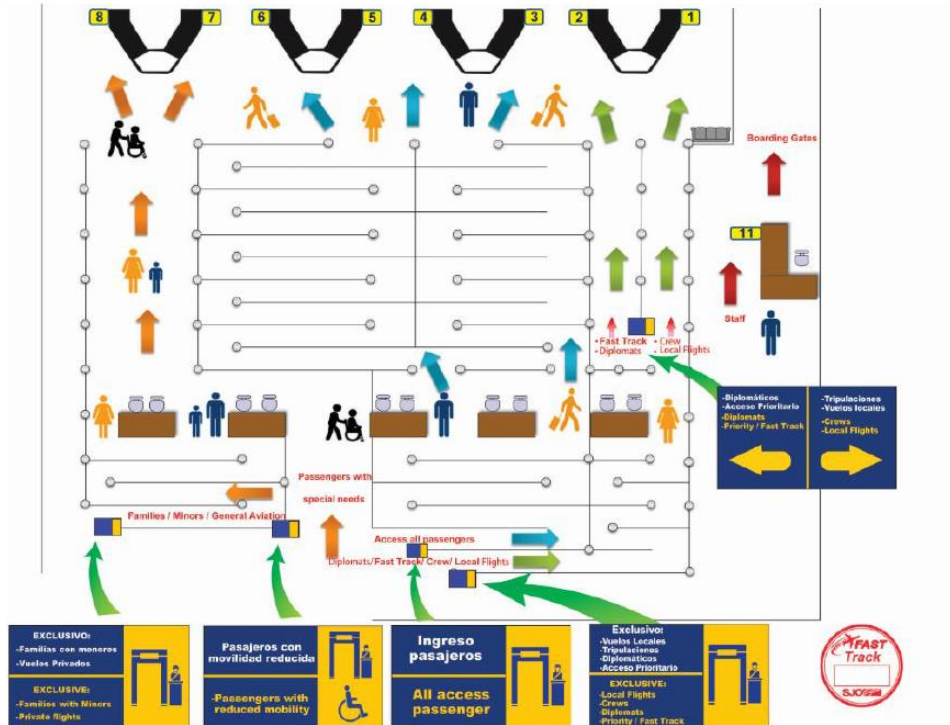 8
7
6
5
4
3
2
1
Boarding Gates
11
Staff
• Fast Track
• Diplomats
• Crew
• Local Flights
-Diplomáticos
-Acceso Prioritario
-Diplomats
-Priority / Fast Track
-Tripulaciones
-Vuelos locales
-Crews
-Local Flights
Passengers with
special needs
Families / Minors / General Aviation
Access all passengers
Diplomats/Fast Track/Crew/ Local Flights
EXCLUSIVO:
-Familias con menores
-Vuelos Privados
EXCLUSIVE:
-Families with Minors
-Private flights
Pasajeros con
movilidad reducida
-Passengers with
reduced mobility
Ingreso
pasajeros
All access
passenger
Exclusivo:
-Vuelos Locales
-Tripulaciones
-Diplomáticos
-Acceso Prioritario
EXCLUSIVE:
-Local Flights
-Crews
-Diplomats
-Priority / Fast Track
FAST
Track
SJO